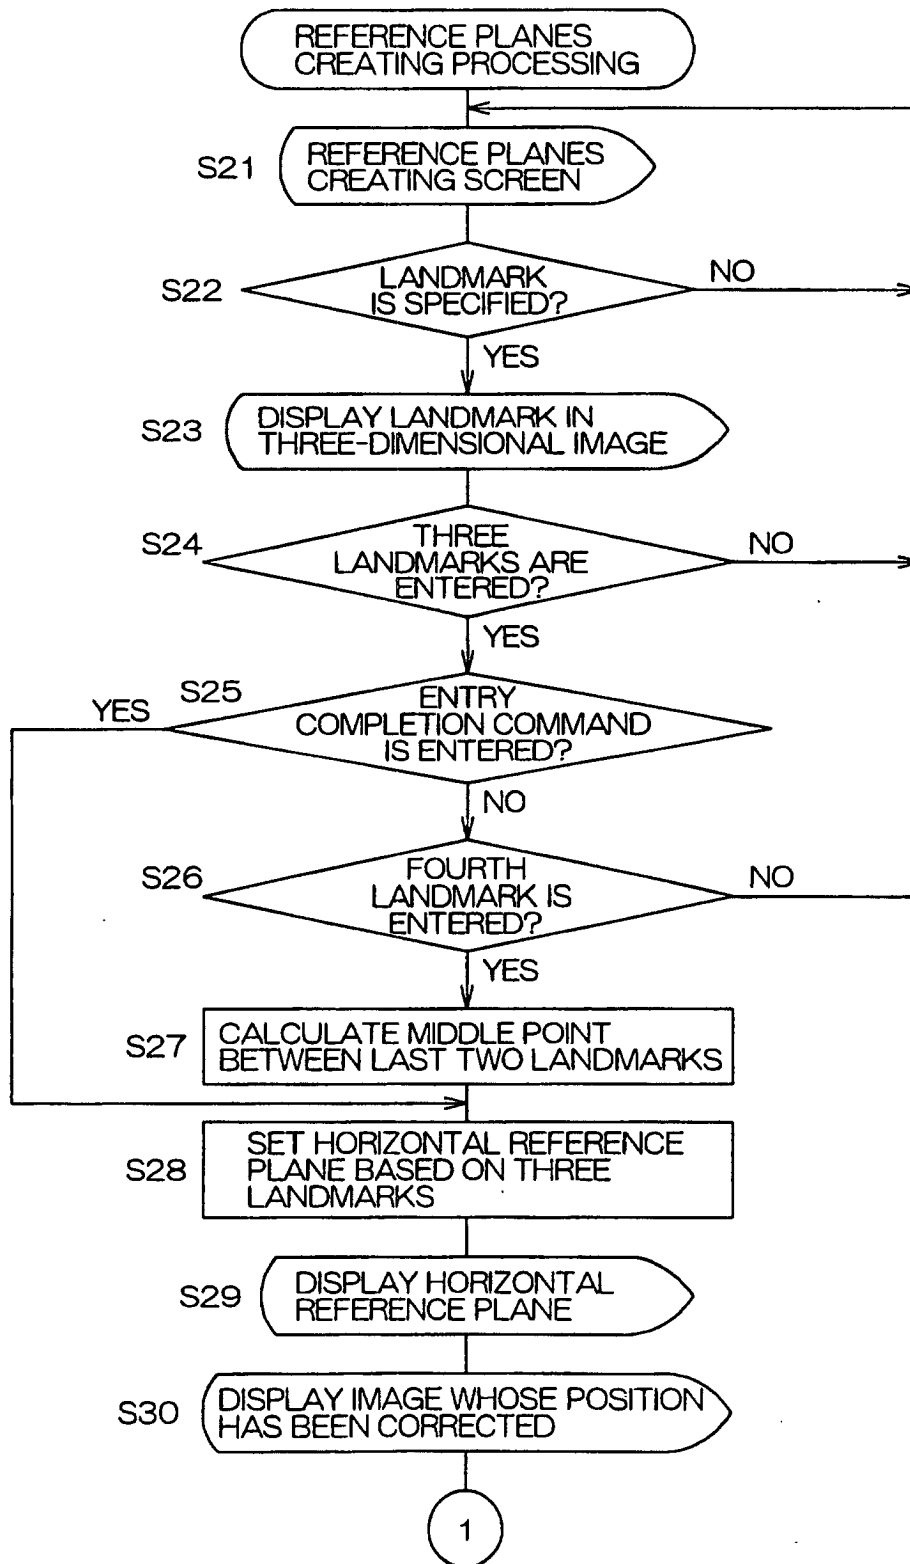 REFERENCE PLANES
CREATING PROCESSING
S21
REFERENCE PLANES
CREATING SCREEN
S22
LANDMARK
IS SPECIFIED?
NO
YES
S23
DISPLAY LANDMARK IN
THREE-DIMENSIONAL IMAGE
S24
THREE
LANDMARKS ARE
ENTERED?
NO
YES
S25
YES
ENTRY
COMPLETION COMMAND
IS ENTERED?
NO
S26
FOURTH
LANDMARK IS
ENTERED?
NO
YES
S27
CALCULATE MIDDLE POINT
BETWEEN LAST TWO LANDMARKS
S28
SET HORIZONTAL REFERENCE
PLANE BASED ON THREE
LANDMARKS
S29
DISPLAY HORIZONTAL
REFERENCE PLANE
S30
DISPLAY IMAGE WHOSE POSITION
HAS BEEN CORRECTED
1